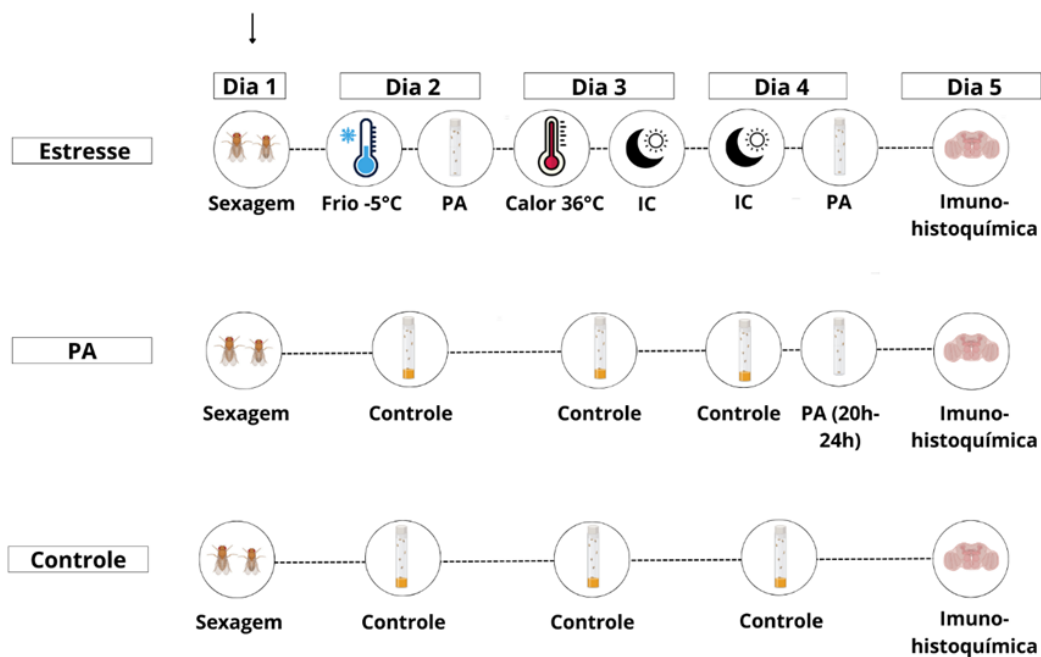 Dia 1
Dia 2
Dia 3
Dia 4
Dia 5
Estresse
Sexagem
Frio -5°C
PA
Calor 36°C
IC
IC
PA
Imuno-
histoquímica
PA
Sexagem
Controle
Controle
Controle
PA (20h-
24h)
Imuno-
histoquímica
Controle
Sexagem
Controle
Controle
Controle
Imuno-
histoquímica